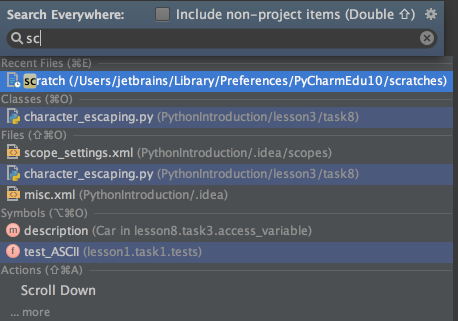 Search Everywhere: Include non-project items (Double ⇧)
sc
Recent Files (⌘E)
scratch (/Users/jetbrains/Library/Preferences/PyCharmEdu10/scratches)
Classes (⌘O)
character_escaping.py (PythonIntroduction/lesson3/task8)
Files (⇧⌘O)
scope_settings.xml (PythonIntroduction/.idea/scopes)
character_escaping.py (PythonIntroduction/lesson3/task8)
misc.xml (PythonIntroduction/.idea)
Symbols (⌥⌘O)
m description (Car in lesson8.task3.access_variable)
f test_ASCII (lesson1.task1.tests)
Actions (⇧⌘A)
Scroll Down
... more